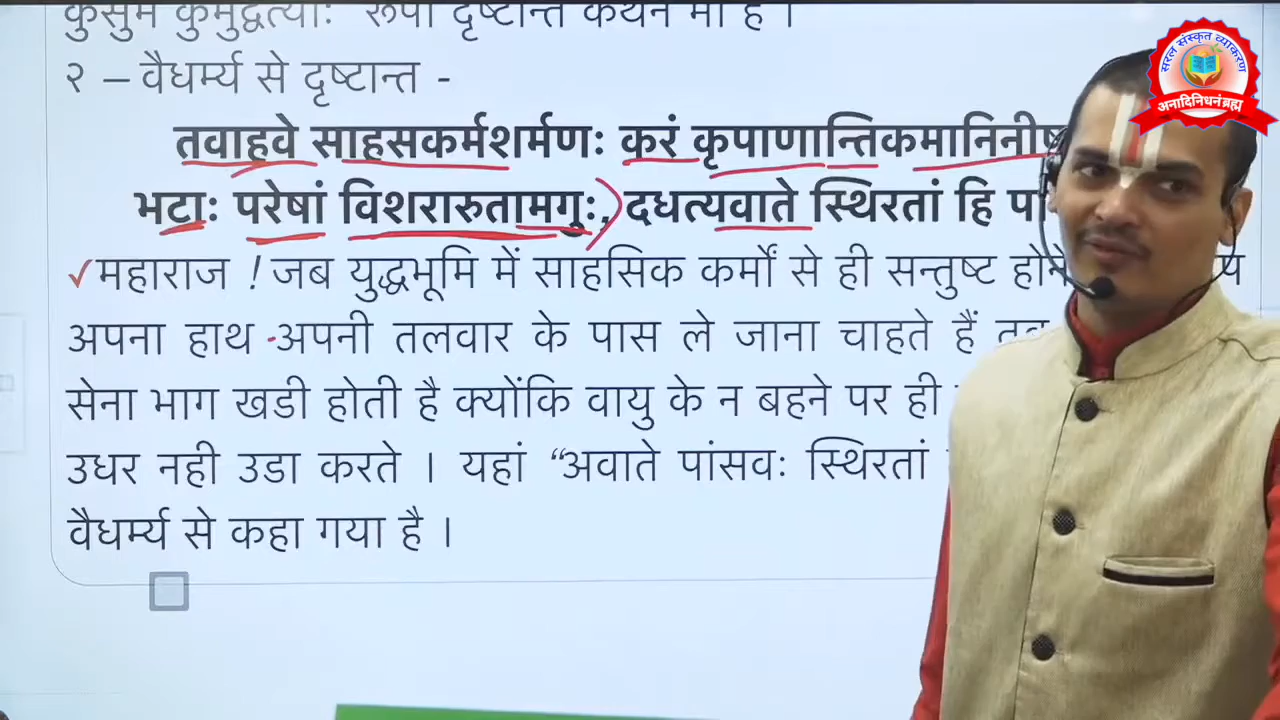 कुसुमं कुमुद्वत्याः" रूपी दृष्टान्त कथन मी है ।
२ – वैधर्म्य से दृष्टान्त -
तवाहवे साहसकर्मशर्मणः करं कृपाणान्तिकमानिनीष
भटाः परेषां विशरारुतामगुः, दधत्यवाते स्थिरतां हि पां
महाराज ! जब युद्धभूमि में साहसिक कर्मों से ही सन्तुष्ट होने
अपना हाथ अपनी तलवार के पास ले जाना चाहते हैं तब
सेना भाग खडी होती है क्योंकि वायु के न बहने पर ही
उधर नही उडा करते । यहां “अवाते पांसवः स्थिरतां
वैधर्म्य से कहा गया है ।
सरल संस्कृत व्याकरण
अनादिनिधनंब्रह्म